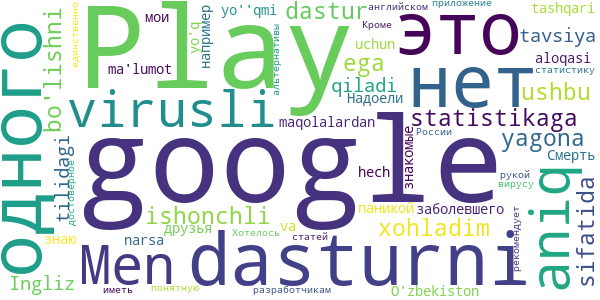 единственно
мои
yo''qmi
dastur
английском
приложение
tashqari
Play
это
Кроме
например
yo'q
альтернативы
tavsiya
bo'lishni
ma'lumot
ega
uchun
aloqasi
qiladi
нет
статистику
одного
virusli
Надоели
ushbu
maqolalardan
statistikaga
google
знакомые
России
yagona
Смерть
tilidagi
достоверное
hech
рукой
вирусу
ishonchli
паникой
заболевшего
aniq
sifatida
друзья
xohladim
рекомендует
знаю
narsa
va
Хотелось
статей
Men
dasturni
Ingliz
иметь
понятную
разработчикам
O'zbekiston